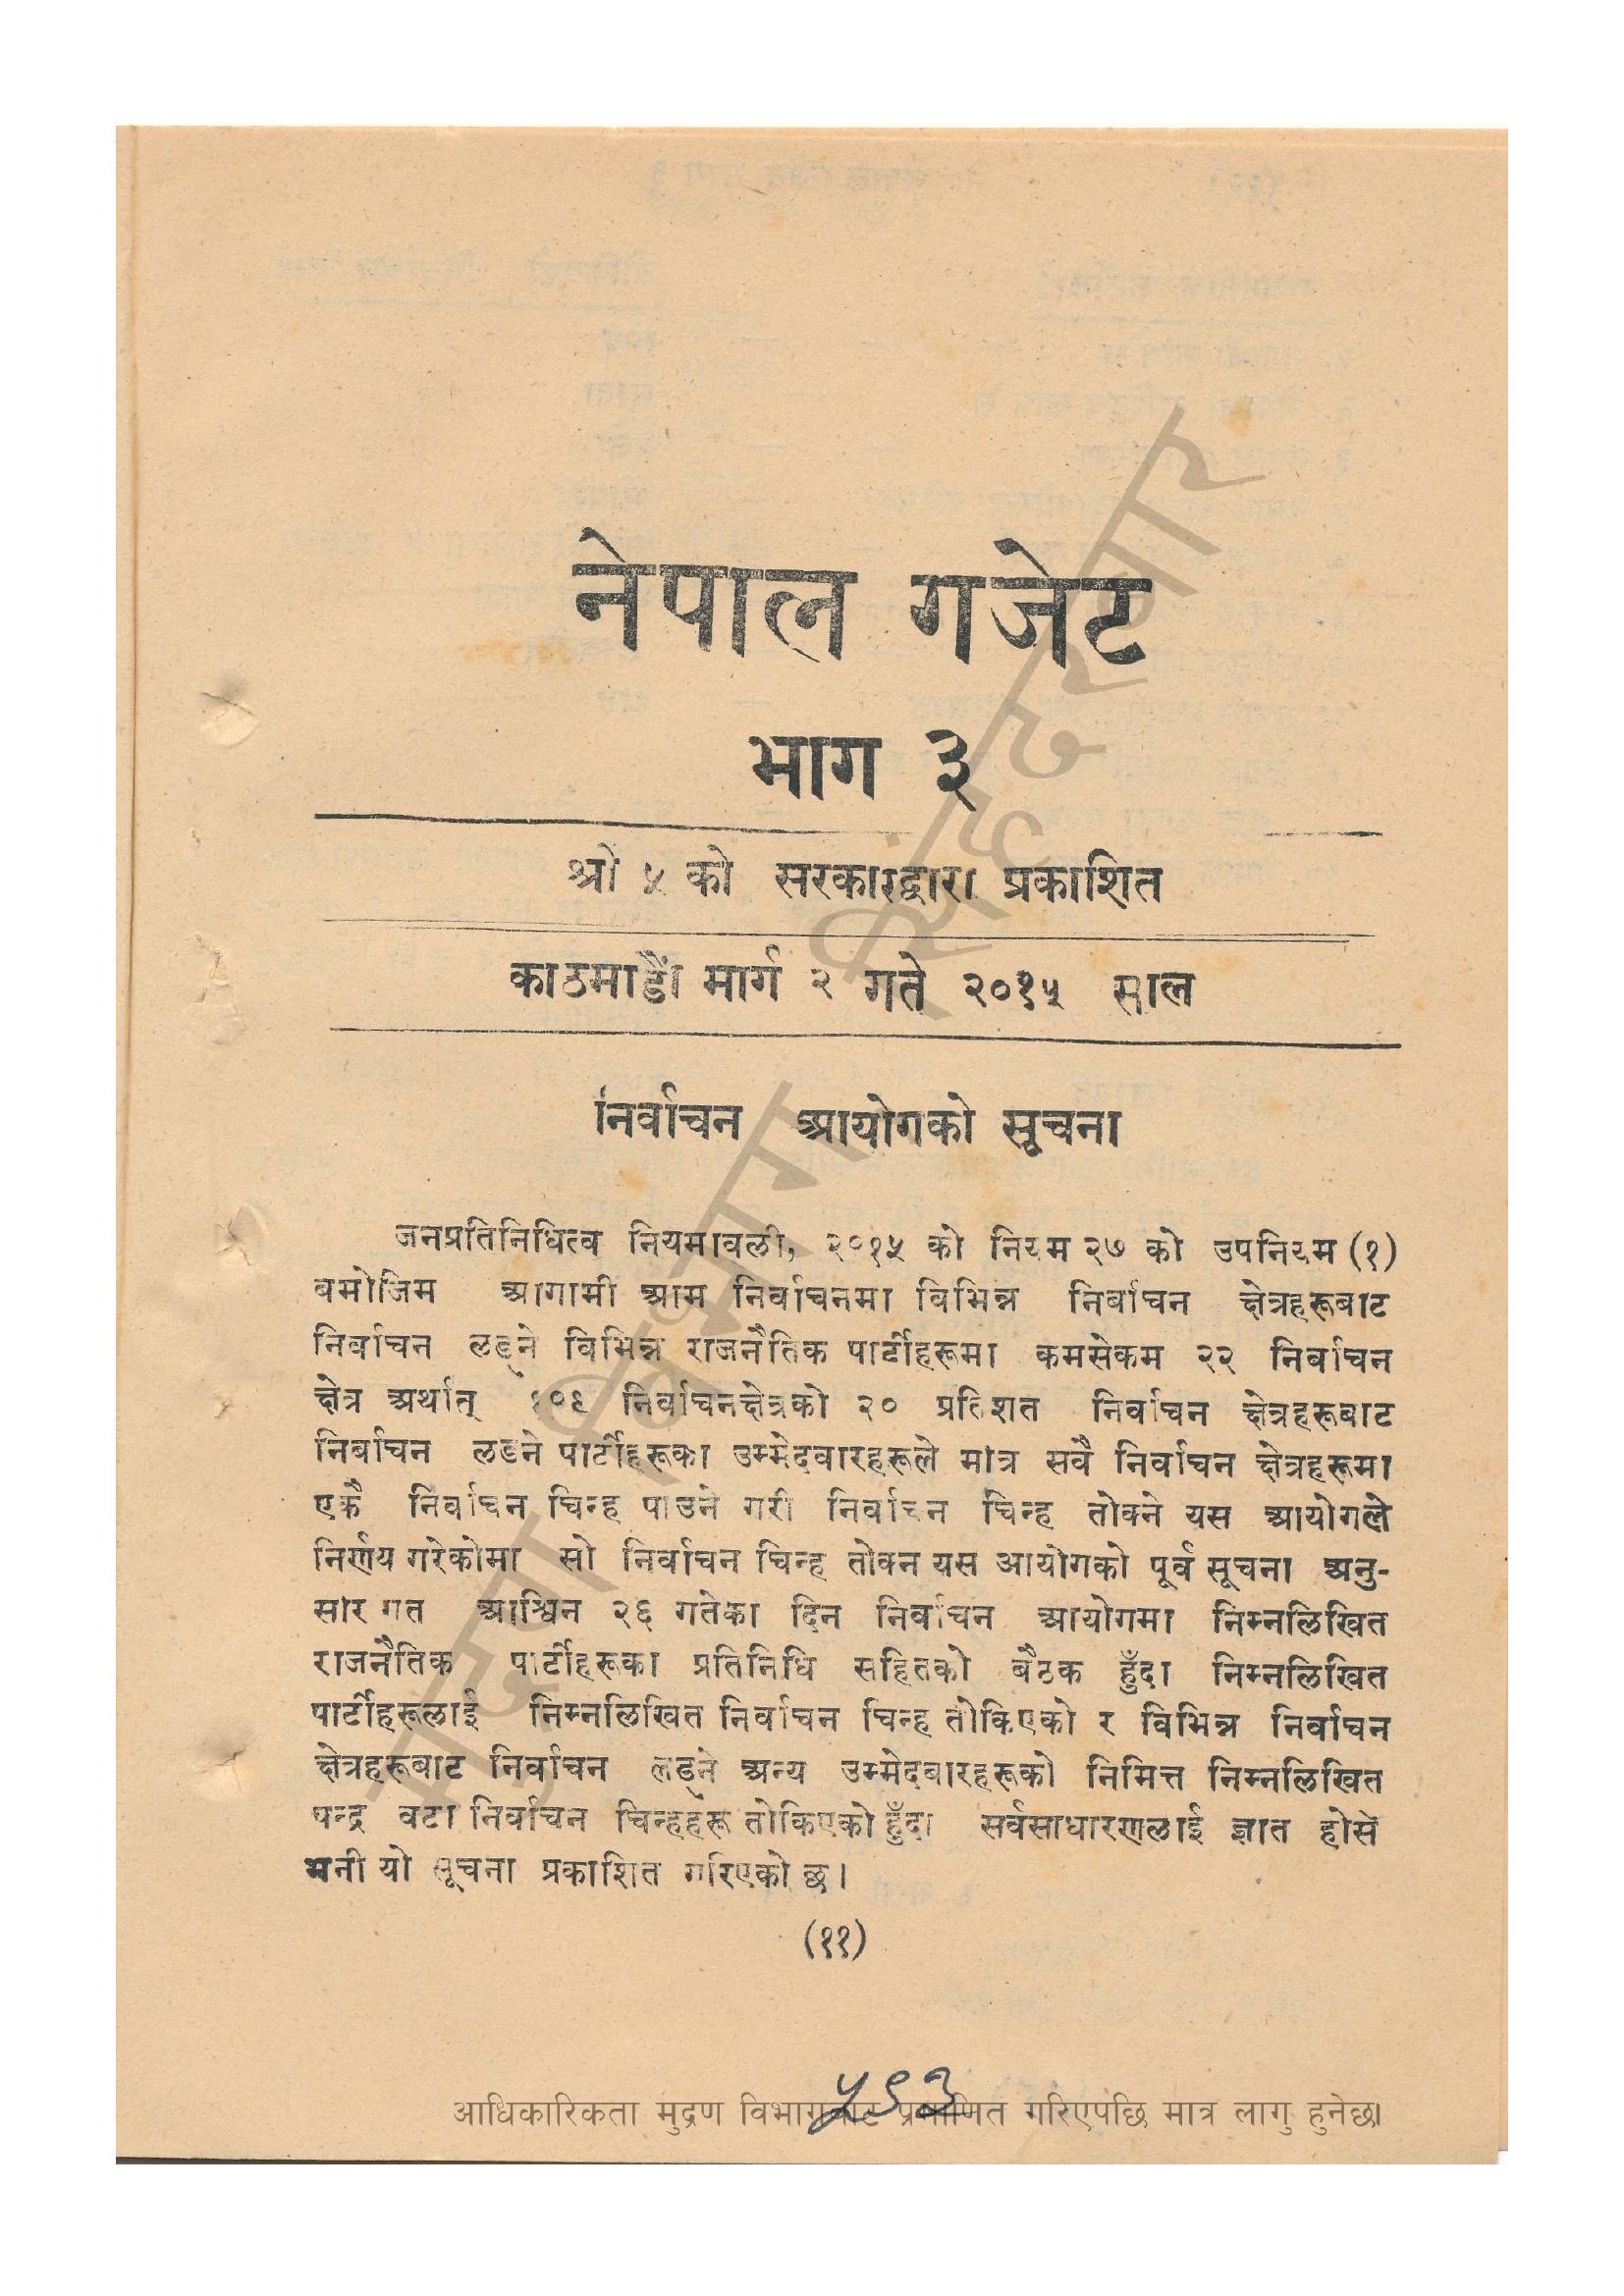 नेपाल गजेट
भाग ३
श्री ५ को सरकारद्वारा प्रकाशित
काठमाडौं मार्ग २ गते २०१५ साल
निर्वाचन आयोगको सूचना
जनप्रतिनिधित्व नियमावली, २०१५ को नियम २७ को उपनियम (१)
बमोजिम आगामी आम निर्वाचनमा विभिन्न निर्वाचन क्षेत्रहरूबाट
निर्वाचन लड्ने विभिन्न राजनैतिक पार्टीहरूमा कमसेकम २२ निर्वाचन
क्षेत्र अर्थात् १०९ निर्वाचनक्षेत्रको २० प्रतिशत निर्वाचन क्षेत्रहरूबाट
निर्वाचन लडने पार्टीहरूका उम्मेदवारहरूले मात्र सवै निर्वाचन क्षेत्रहरूमा
एकै निर्वाचन चिन्ह पाउने गरी निर्वाचन चिन्ह तोक्ने यस आयोगले
निर्णय गरेकोमा सो निर्वाचन चिन्ह तोक्न यस आयोगको पूर्व सूचना अनु-
सार गत आश्विन २६ गतेका दिन निर्वाचन आयोगमा निम्नलिखित
राजनैतिक पार्टीहरूका प्रतिनिधि सहितको बैठक हुँदा निम्नलिखित
पार्टीहरूलाई निम्नलिखित निर्वाचन चिन्ह तोकिएको र विभिन्न निर्वाचन
क्षेत्रहरूबाट निर्वाचन लड्ने अन्य उम्मेदवारहरूको निमित्त निम्नलिखित
पन्द्र वटा निर्वाचन चिन्हहरू तोकिएको हुँदा सर्वसाधारणलाई ज्ञात होस्
भनी यो सूचना प्रकाशित गरिएको छ।
(११)
५९३
आधिकारिकता मुद्रण विभागबाट प्रमाणित गरिएपछि मात्र लागु हुनेछ।
मुद्रण विभाग सिंहदरबार